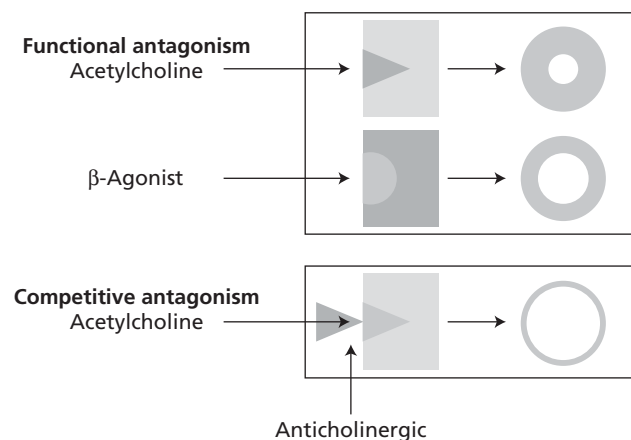 Functional antagonism
Acetylcholine
β-Agonist
Competitive antagonism
Acetylcholine
Anticholinergic